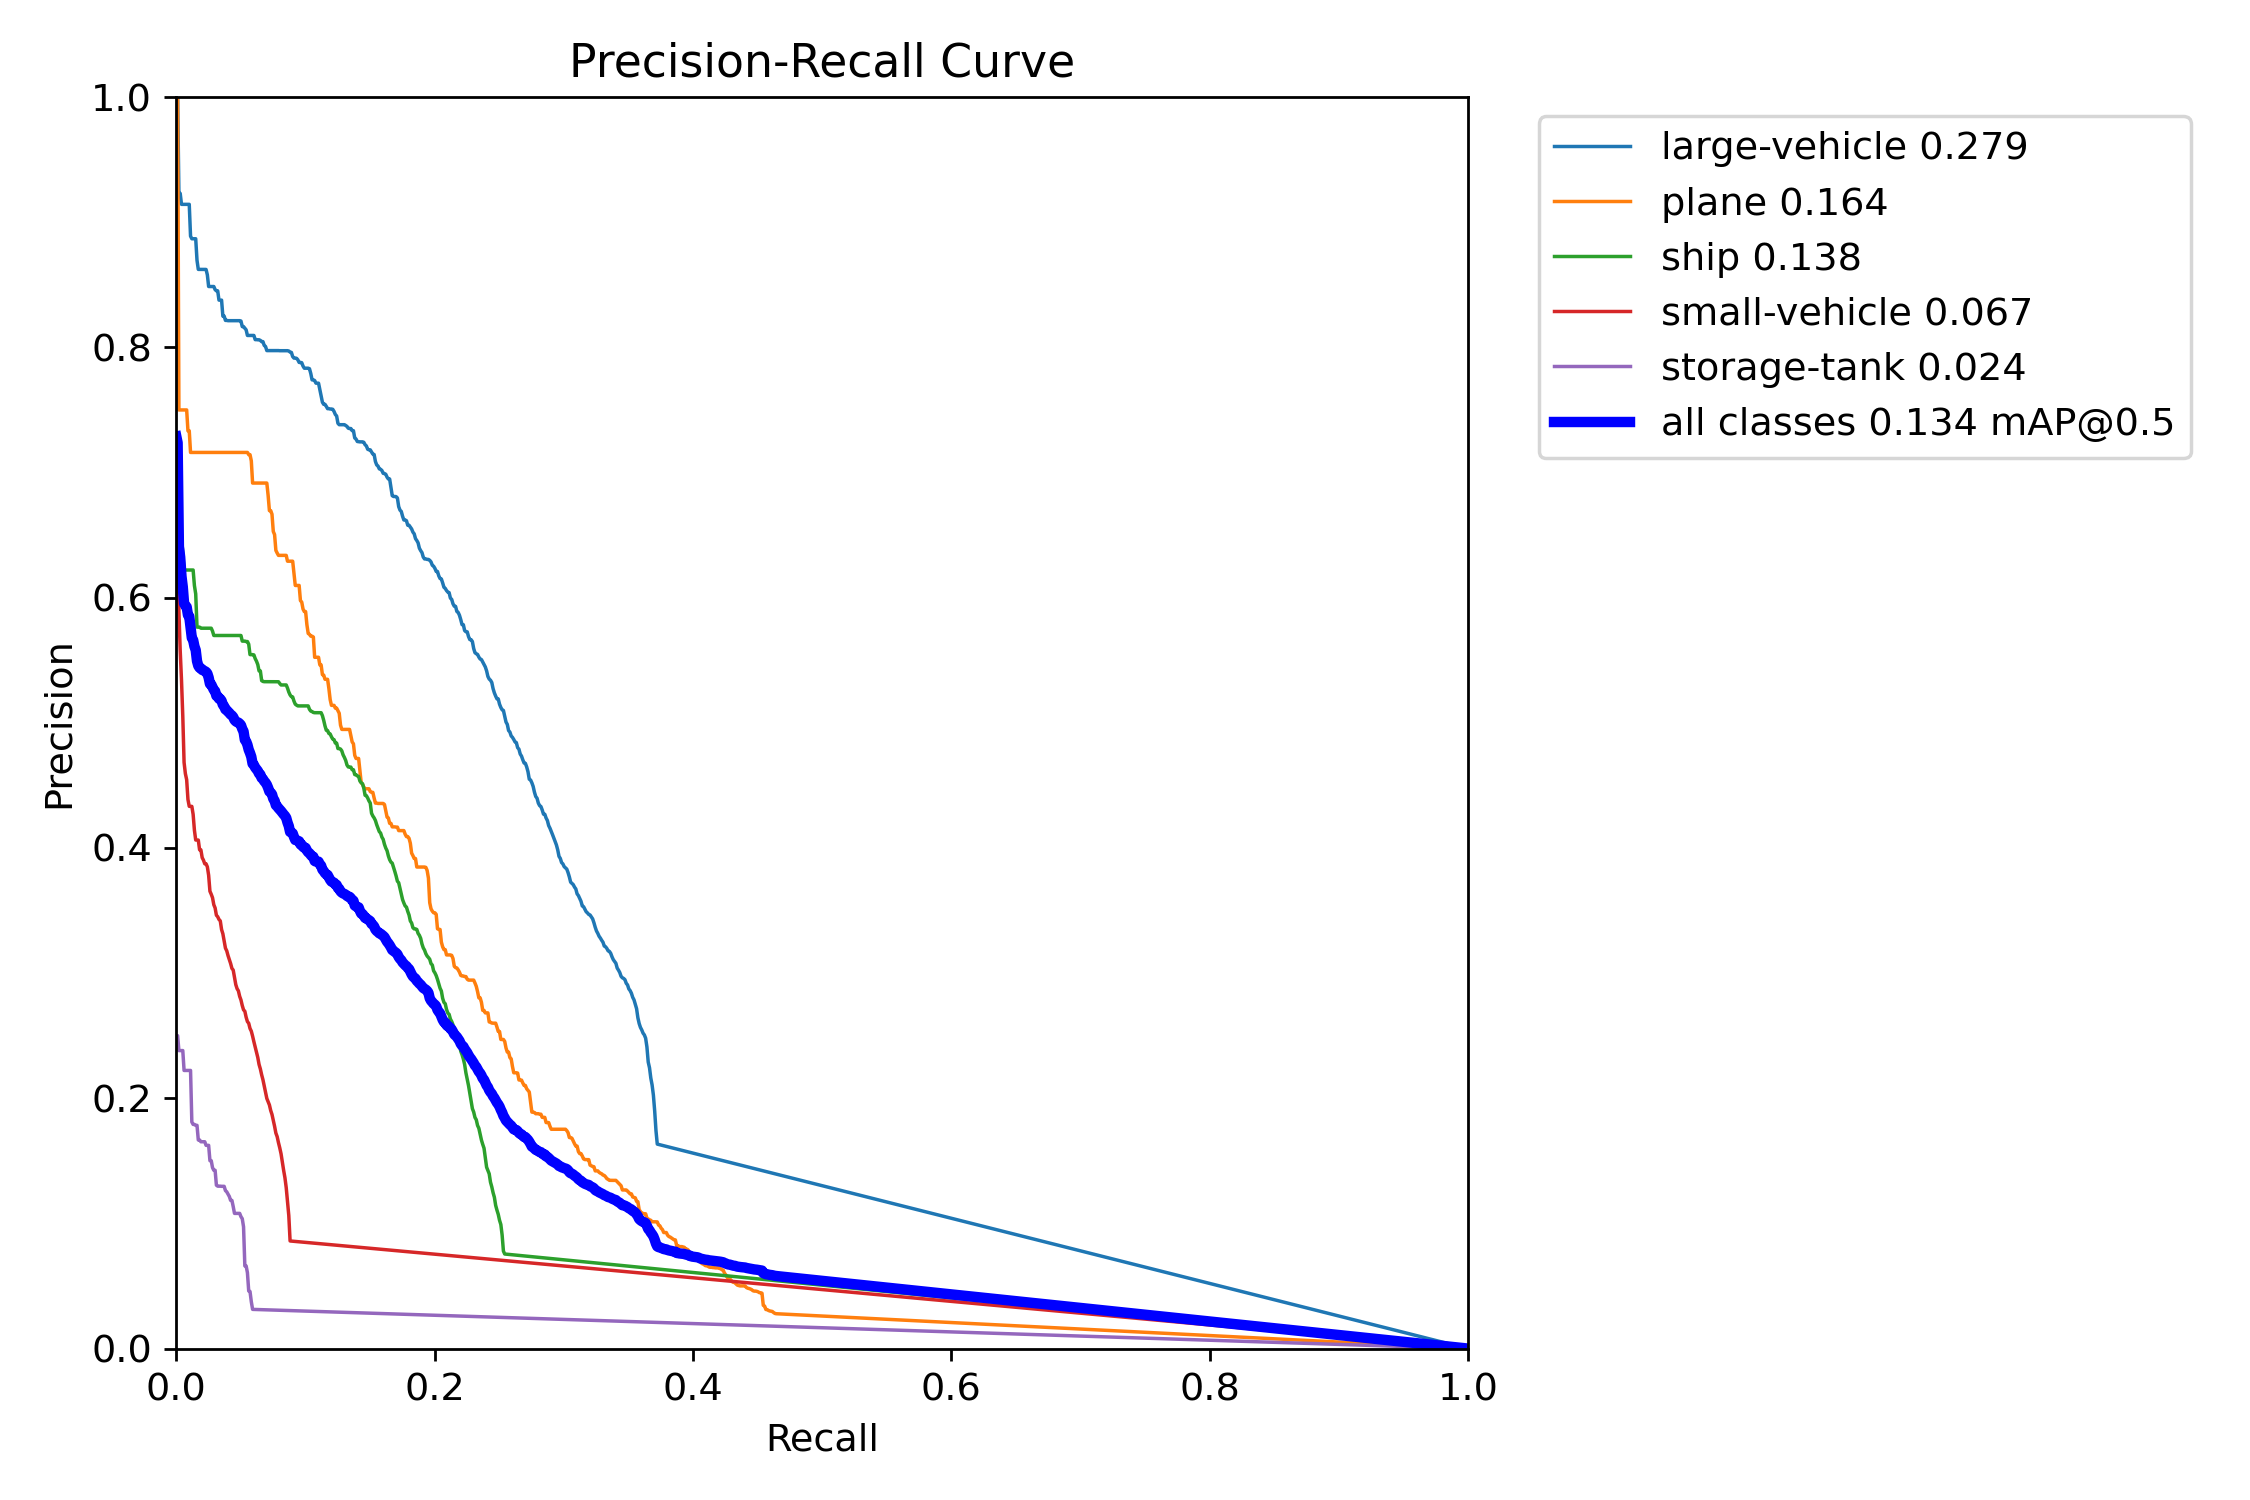 Precision-Recall Curve
1.0
0.8
0.6
0.4
0.2
0.0
Precision
0.0 0.2 0.4 0.6 0.8 1.0
Recall
large-vehicle 0.279
plane 0.164
ship 0.138
small-vehicle 0.067
storage-tank 0.024
all classes 0.134 mAP@0.5